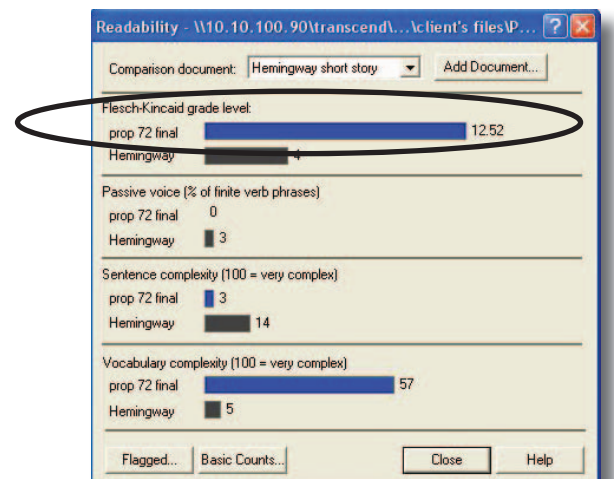 Readability - \\10.10.100.90\transcend\...\client's files\P...
Comparison document: Hemingway short story Add Document...
Flesch-Kincaid grade level:
prop 72 final 12.52
Hemingway 4
Passive voice (% of finite verb phrases)
prop 72 final 0
Hemingway 3
Sentence complexity (100 = very complex)
prop 72 final 3
Hemingway 14
Vocabulary complexity (100 = very complex)
prop 72 final 57
Hemingway 5
Flagged... Basic Counts... Close Help